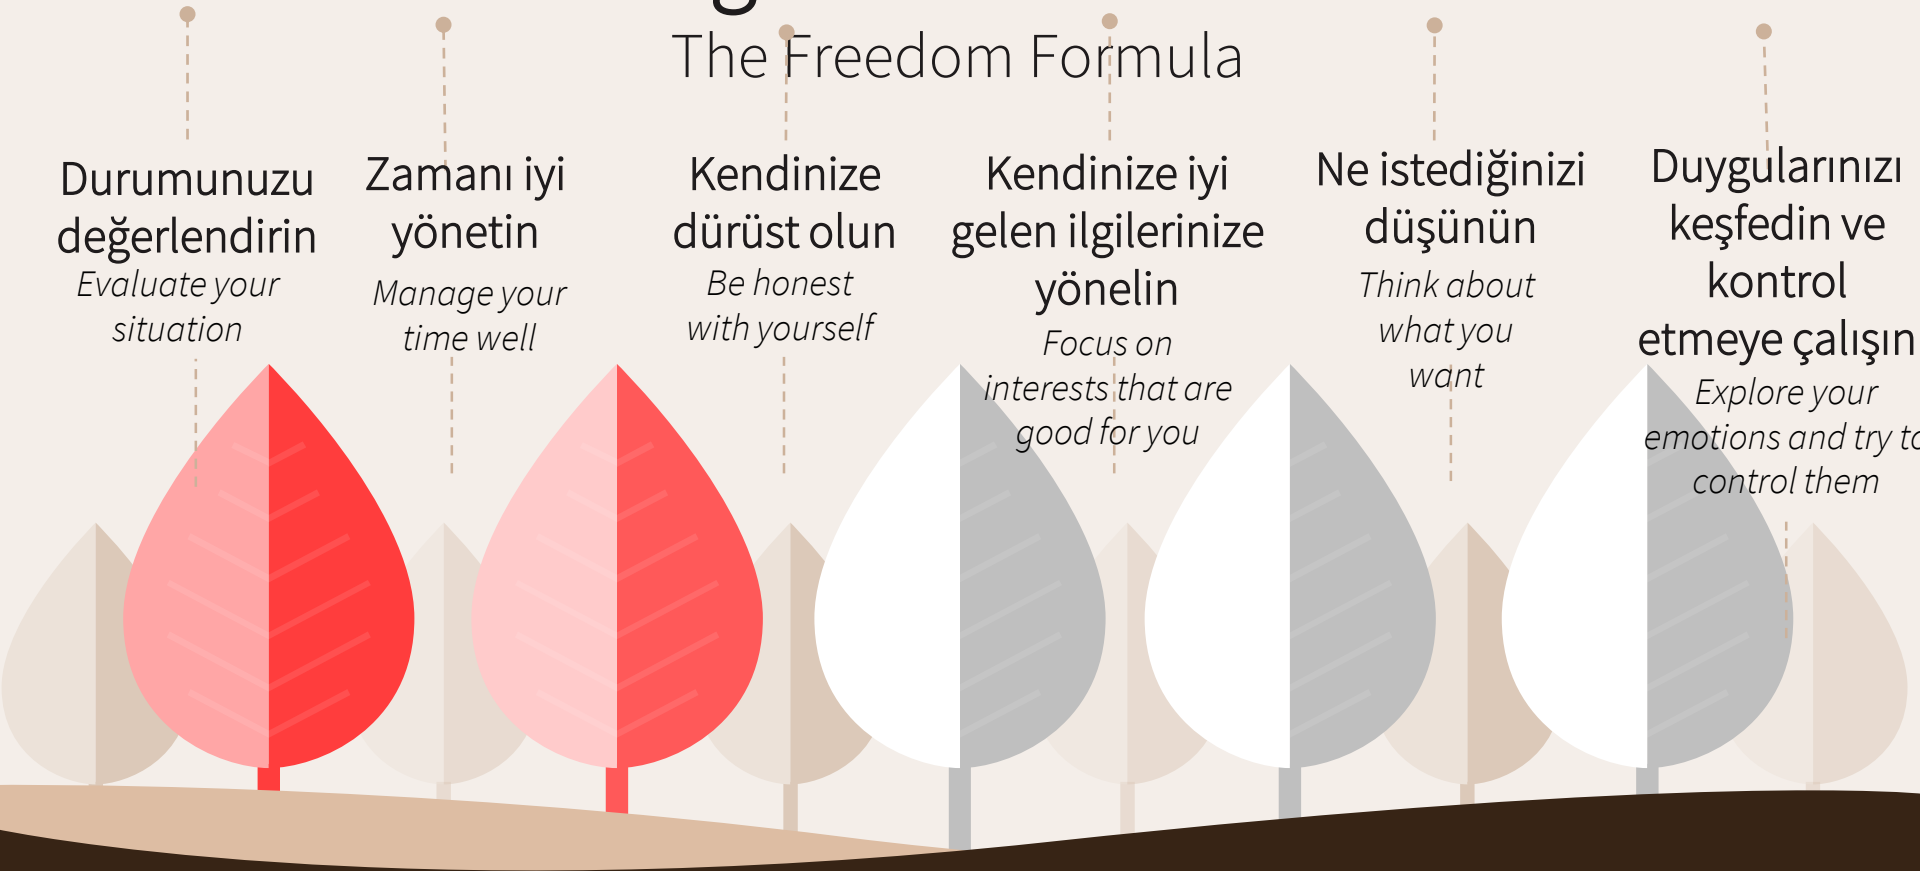 The Freedom Formula
Durumunuzu
değerlendirin
Evaluate your
situation
Zamanı iyi
yönetin
Manage your
time well
Kendinize
dürüst olun
Be honest
with yourself
Kendinize iyi
gelen ilgilerinize
yönelin
Focus on
interests that are
good for you
Ne istediğinizi
düşünün
Think about
what you
want
Duygularınızı
keşfedin ve
kontrol
etmeye çalışın
Explore your
emotions and try to
control them